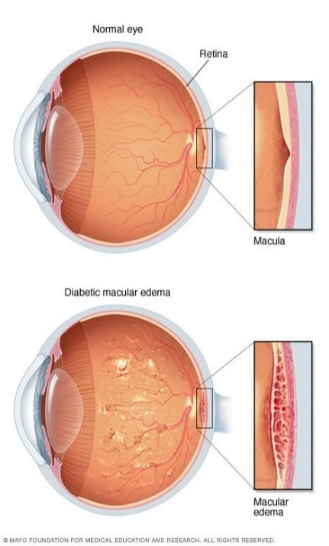 Normal eye
Retina
Macula
Diabetic macular edema
Macular
edema
© MAYO FOUNDATION FOR MEDICAL EDUCATION AND RESEARCH. ALL RIGHTS RESERVED.